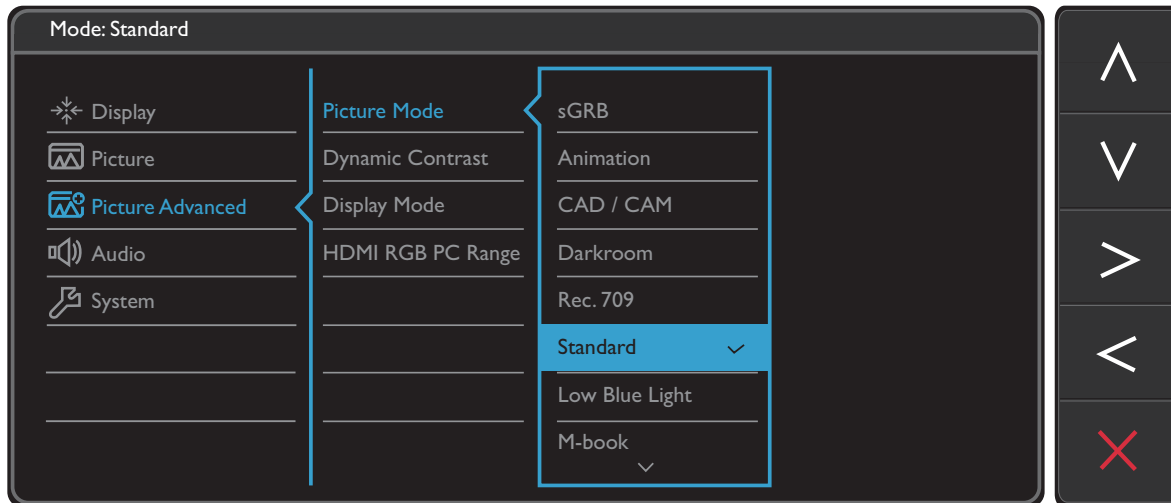 Mode: Standard
Display
Picture
Picture Advanced
Audio
System
Picture Mode
Dynamic Contrast
Display Mode
HDMI RGB PC Range
sGRB
Animation
CAD / CAM
Darkroom
Rec. 709
Standard
Low Blue Light
M-book